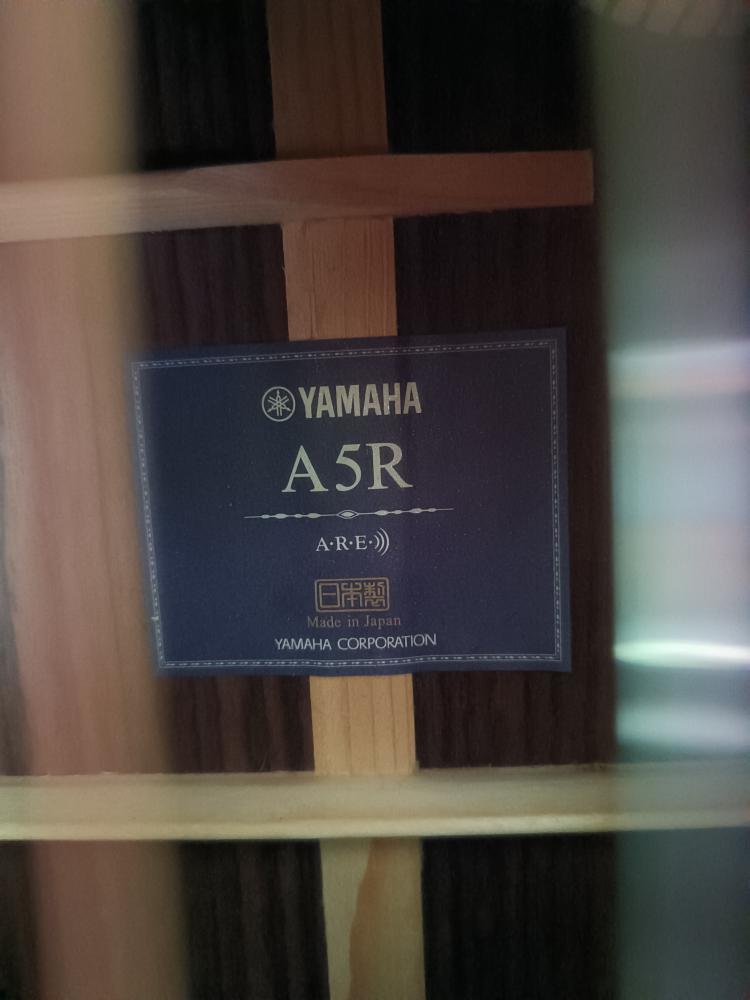 YAMAHA
A5R
A·R·E·
日本製
Made in Japan
YAMAHA CORPORATION